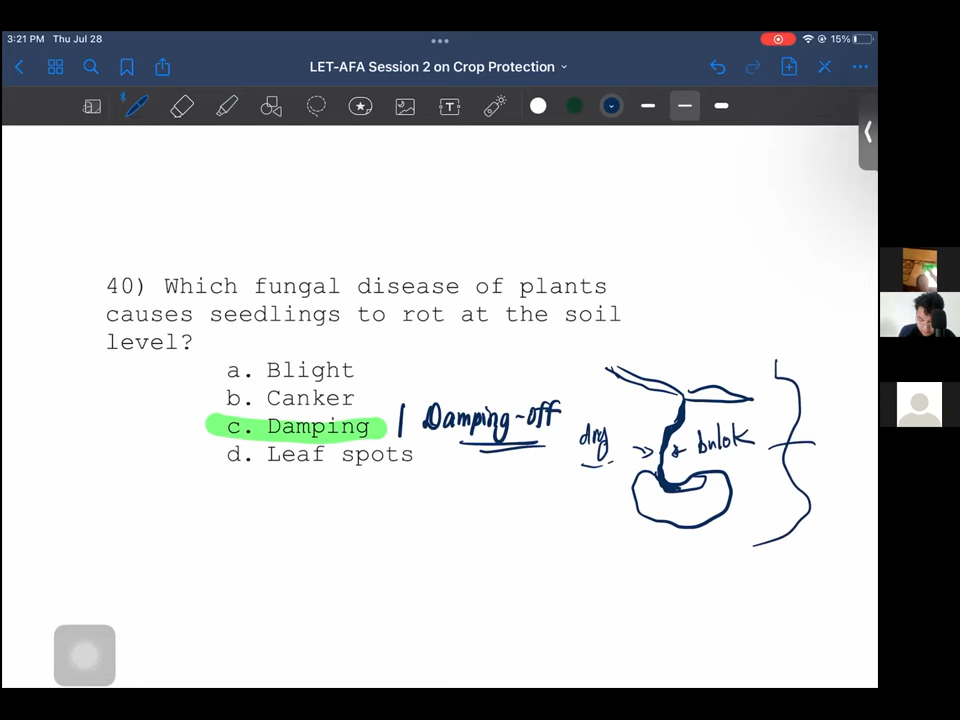 3:21 PM Thu Jul 28
15%
LET-AFA Session 2 on Crop Protection
40) Which fungal disease of plants
causes seedlings to rot at the soil
level?
a. Blight
b. Canker
c. Damping
Damping-off
dry
bulok
d. Leaf spots